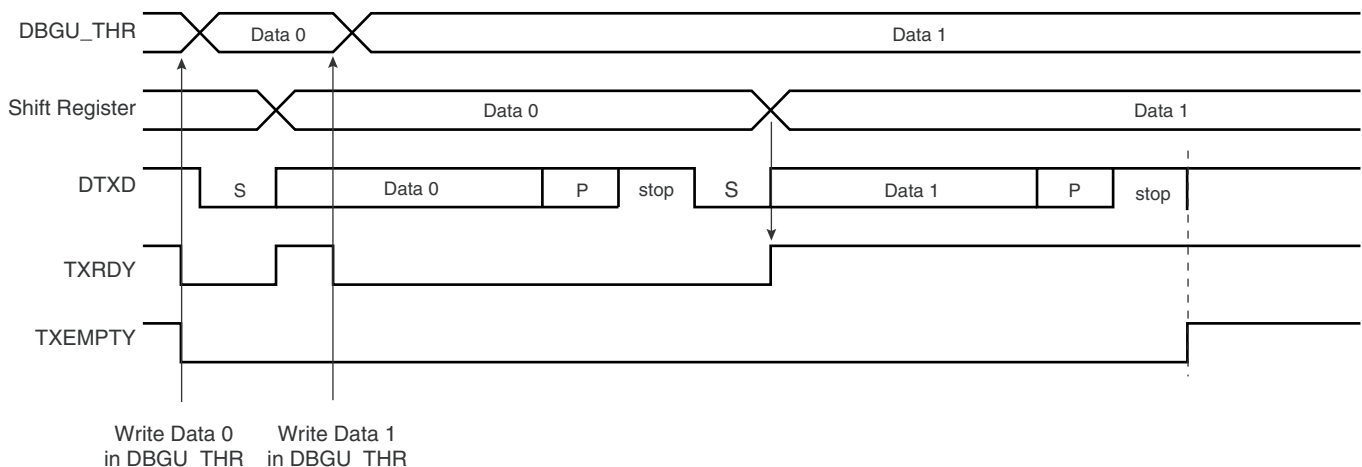 DBGU_THR
Data 0
Data 1
Shift Register
Data 0
Data 1
DTXD
S
Data 0
P
stop
S
Data 1
P
stop
TXRDY
TXEMPTY
Write Data 0
in DBGU_THR
Write Data 1
in DBGU_THR